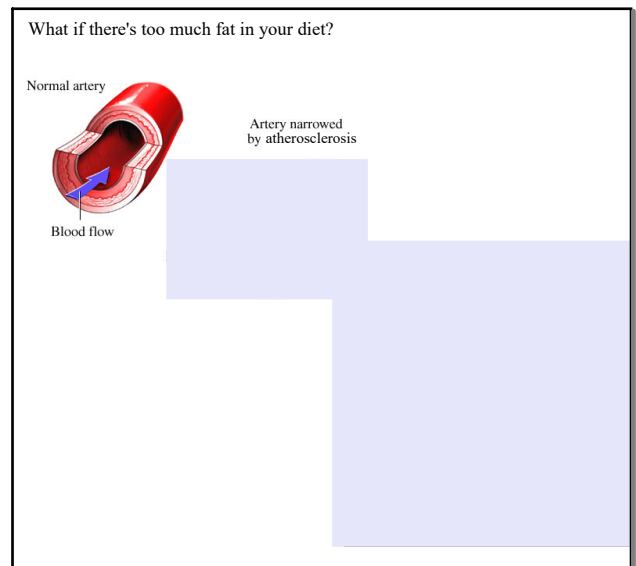 What if there's too much fat in your diet?
Normal artery
Artery narrowed
by atherosclerosis
Blood flow